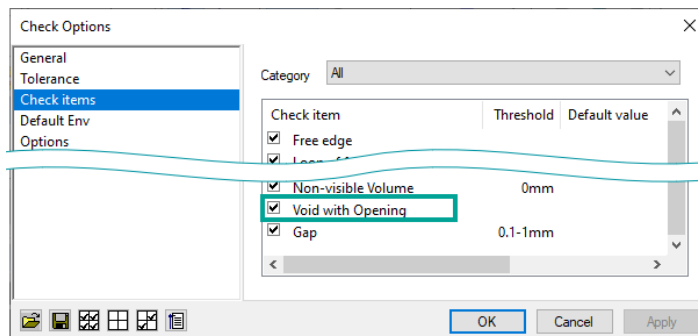 Check Options
General
Tolerance
Check items
Default Env
Options
Category All
Check item Threshold Default value
Free edge
Non-visible Volume 0mm
Void with Opening
Gap 0.1-1mm
OK Cancel Apply